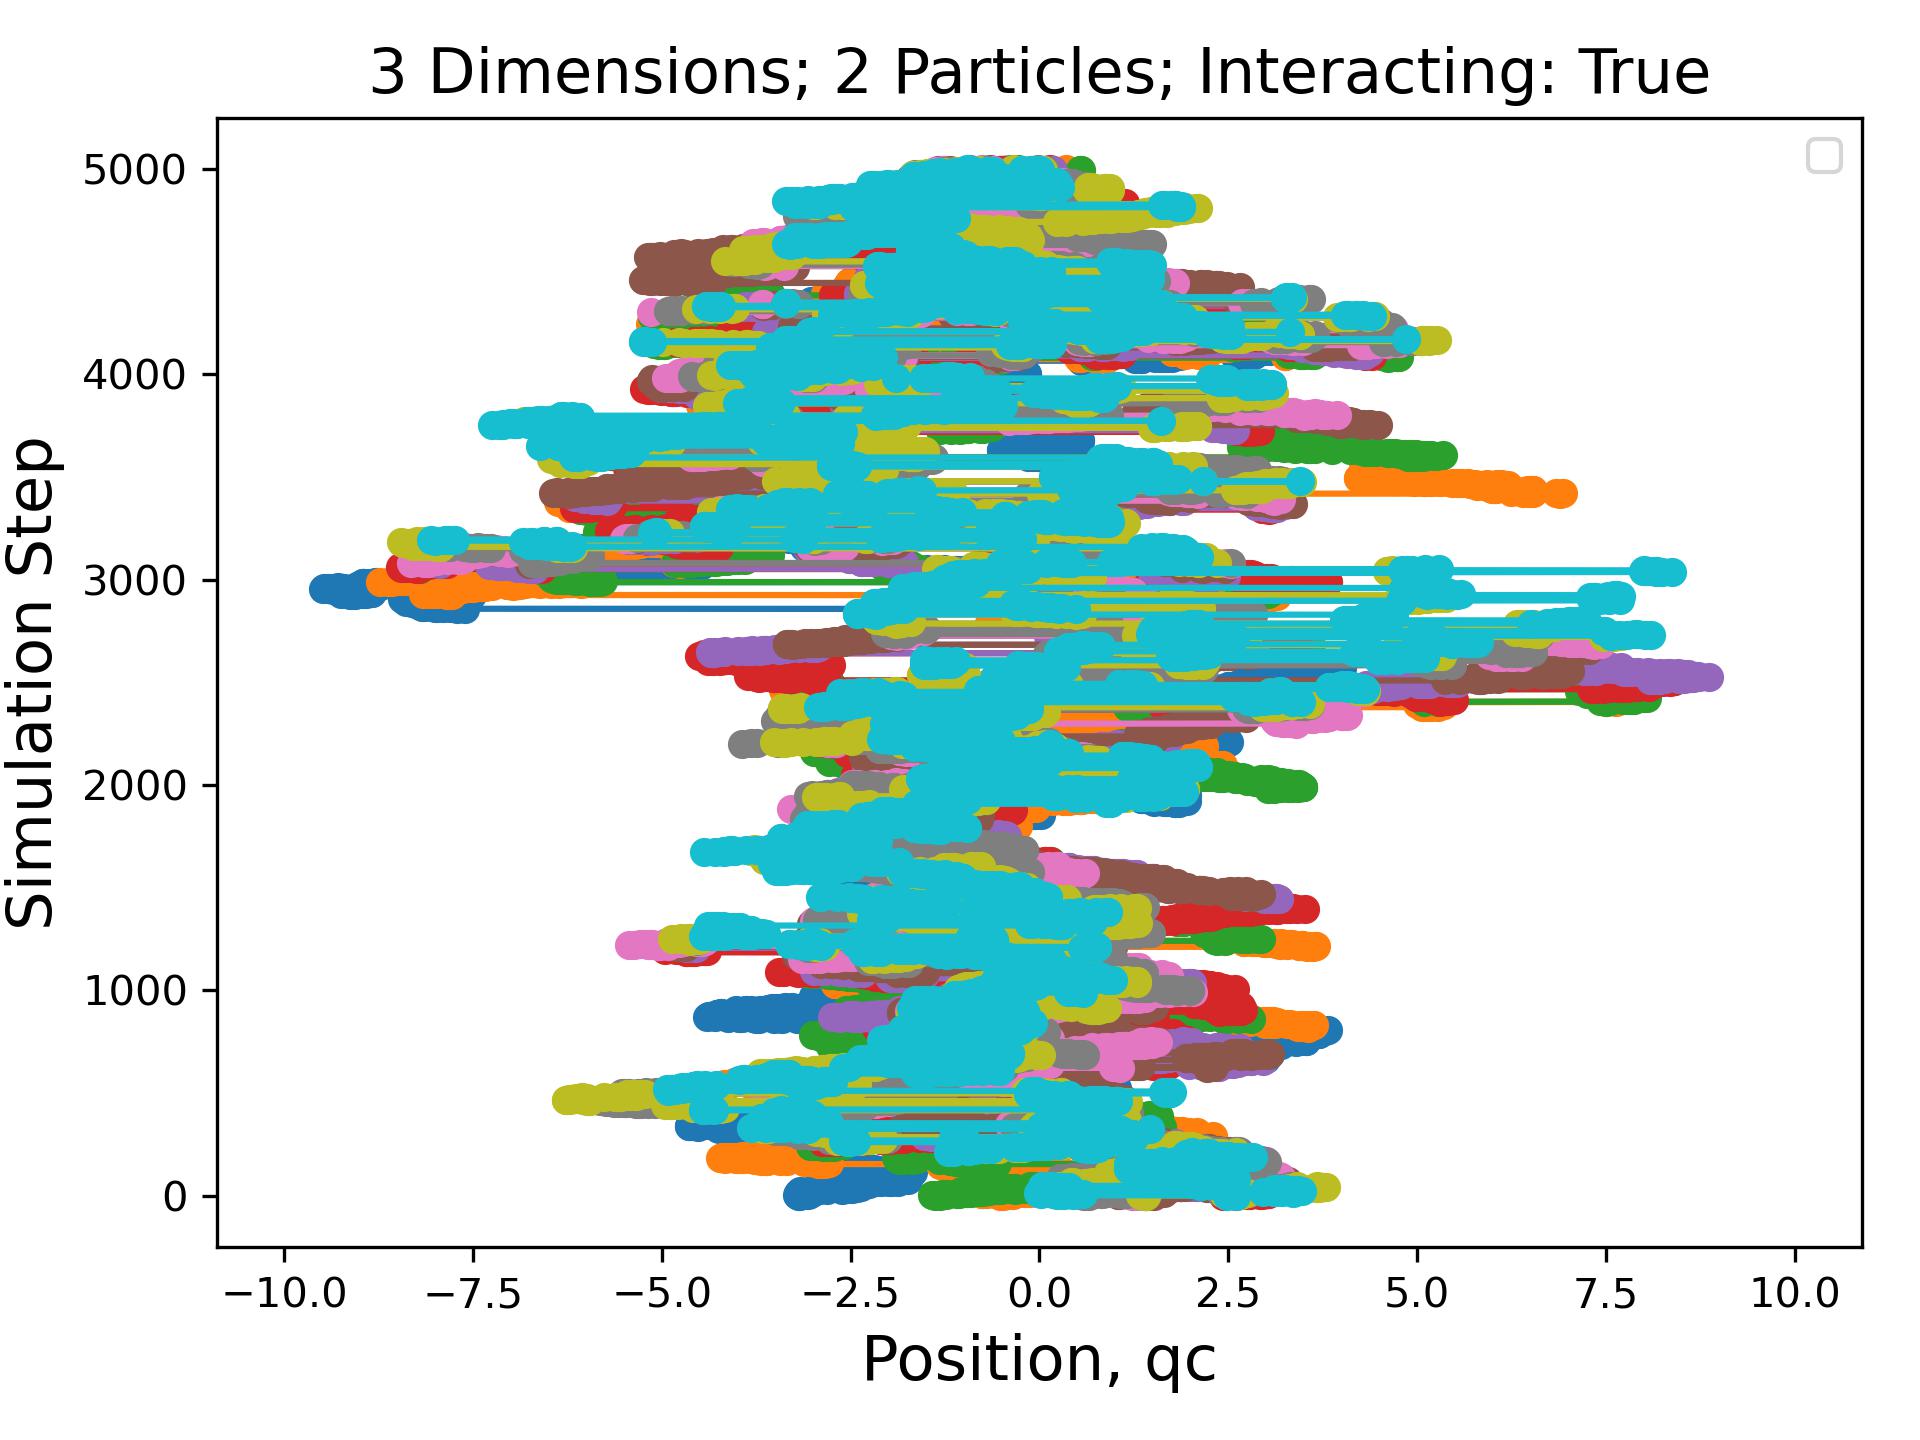 3 Dimensions; 2 Particles; Interacting: True
Simulation Step
5000
4000
3000
2000
1000
0
−10.0 −7.5 −5.0 −2.5 0.0 2.5 5.0 7.5 10.0
Position, qc